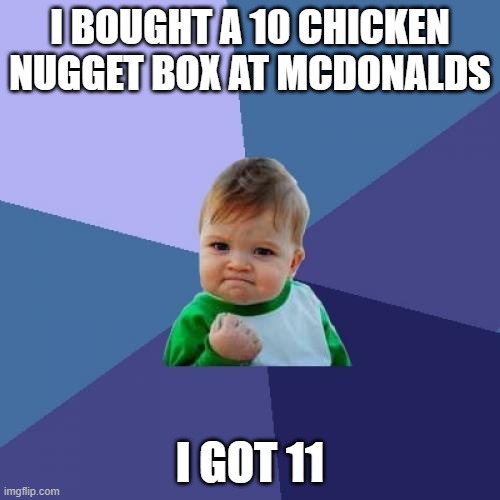 I BOUGHT A 10 CHICKEN
NUGGET BOX AT MCDONALDS
I GOT 11
imgflip.com